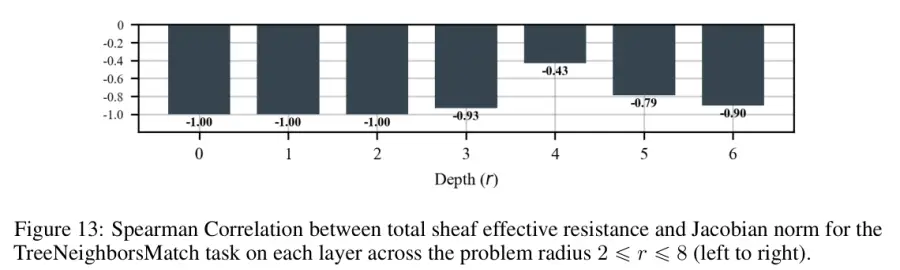 0
-0.2
-0.4
-0.6
-0.8
-1.0
-1.00 -1.00 -1.00 -0.93 -0.43 -0.79 -0.90
0 1 2 3 4 5 6
Depth (r)
Figure 13: Spearman Correlation between total sheaf effective resistance and Jacobian norm for the
TreeNeighborsMatch task on each layer across the problem radius 2 ⩽ r ⩽ 8 (left to right).